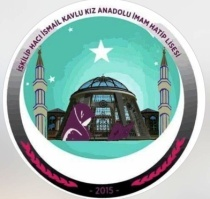 İSKİLİP HACI İSMAİL KAVLU KIZ ANADOLU İMAM HATİP LİSESİ
- 2015 -